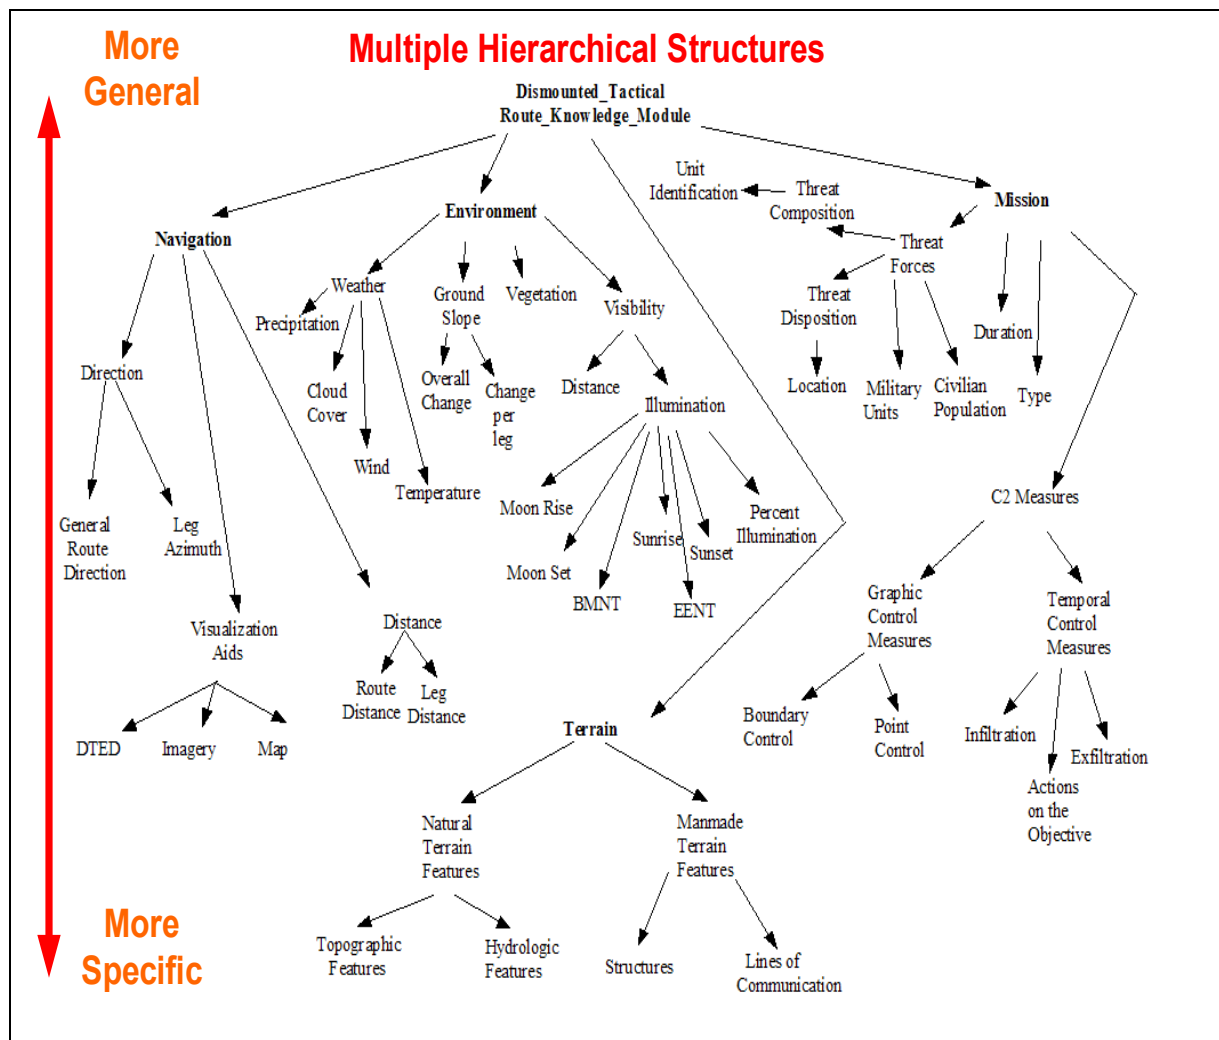 More
General
Multiple Hierarchical Structures
Dismounted_Tactical
Route_Knowledge_Module
Unit
Identification
Threat
Composition
Mission
Environment
Navigation
Threat
Forces
Weather
Precipitation
Ground
Slope
Vegetation
Visibility
Threat
Disposition
Duration
Direction
Cloud
Cover
Overall
Change
Change
per
leg
Distance
Illumination
Location
Military
Units
Civilian
Population
Type
Wind
Temperature
Moon Rise
Percent
Illumination
C2 Measures
General
Route
Direction
Leg
Azimuth
Sunrise
Sunset
Moon Set
BMNT
EENT
Graphic
Control
Measures
Temporal
Control
Measures
Visualization
Aids
Distance
Route
Distance
Leg
Distance
DTED
Imagery
Map
Terrain
Boundary
Control
Point
Control
Infiltration
Exfiltration
Actions
on the
Objective
Natural
Terrain
Features
Manmade
Terrain
Features
More
Specific
Topographic
Features
Hydrologic
Features
Structures
Lines of
Communication